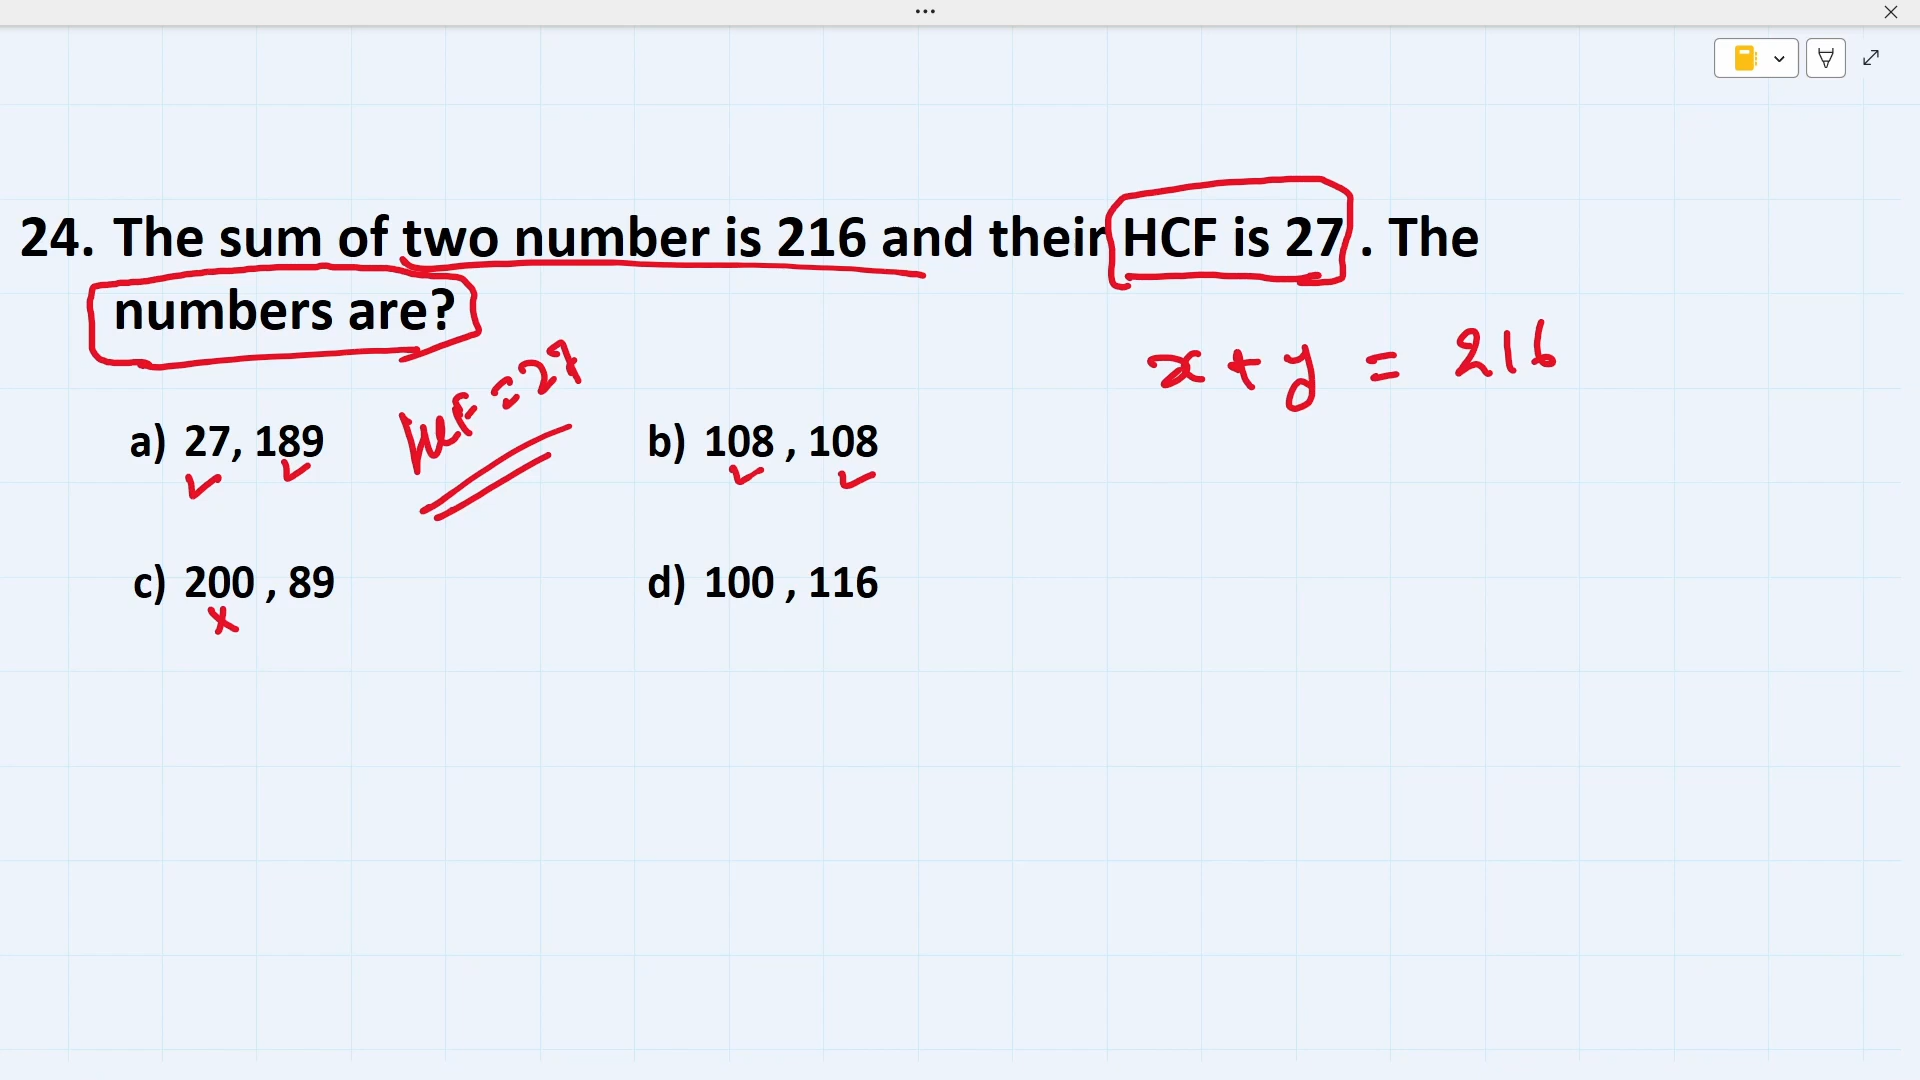 24. The sum of two number is 216 and their HCF is 27 . The
numbers are?
x + y = 216
HCF = 27
a) 27, 189
b) 108 , 108
c) 200 , 89
d) 100 , 116